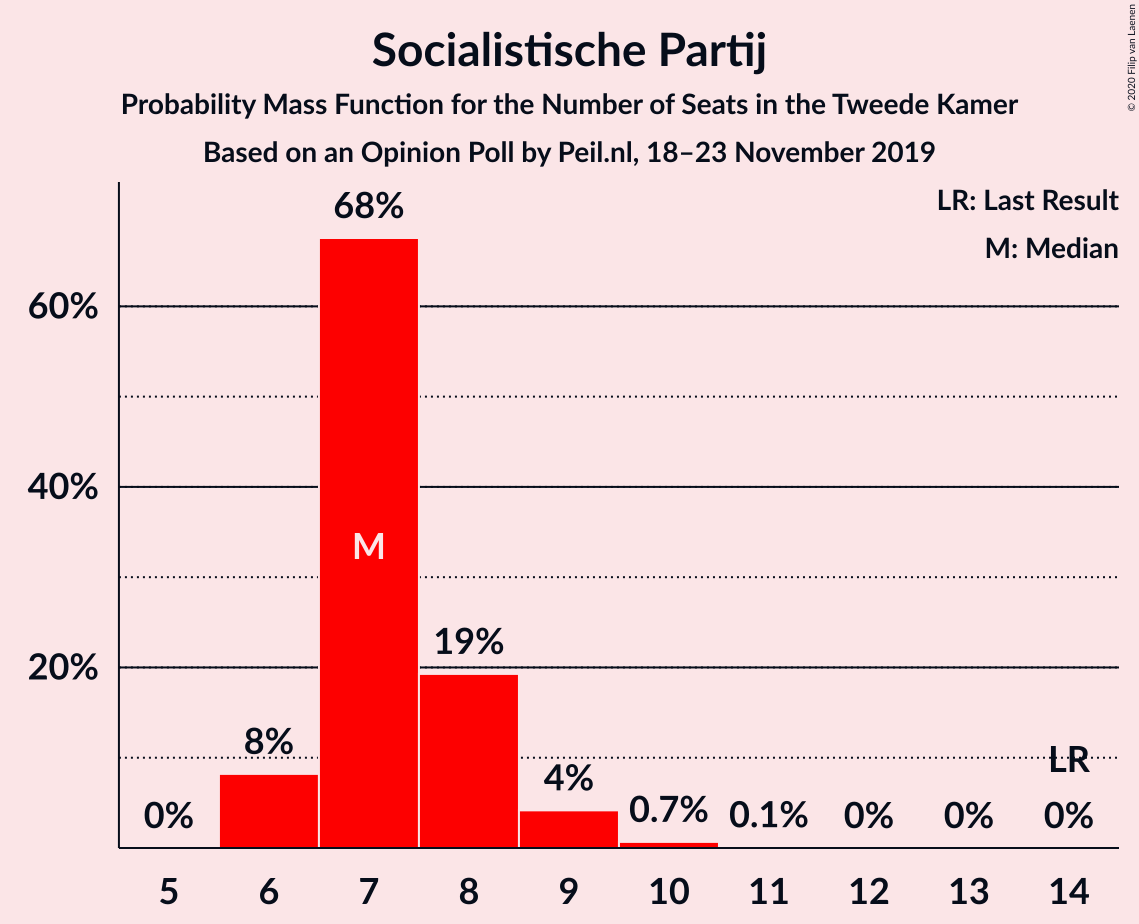 Socialistische Partij
Probability Mass Function for the Number of Seats in the Tweede Kamer
Based on an Opinion Poll by Peil.nl, 18–23 November 2019
© 2020 Filip van Laenen
LR: Last Result
M: Median
60%
40%
20%
0%
8%
68%
M
19%
4%
0.7%
0.1%
0%
0%
LR
0%
5 6 7 8 9 10 11 12 13 14